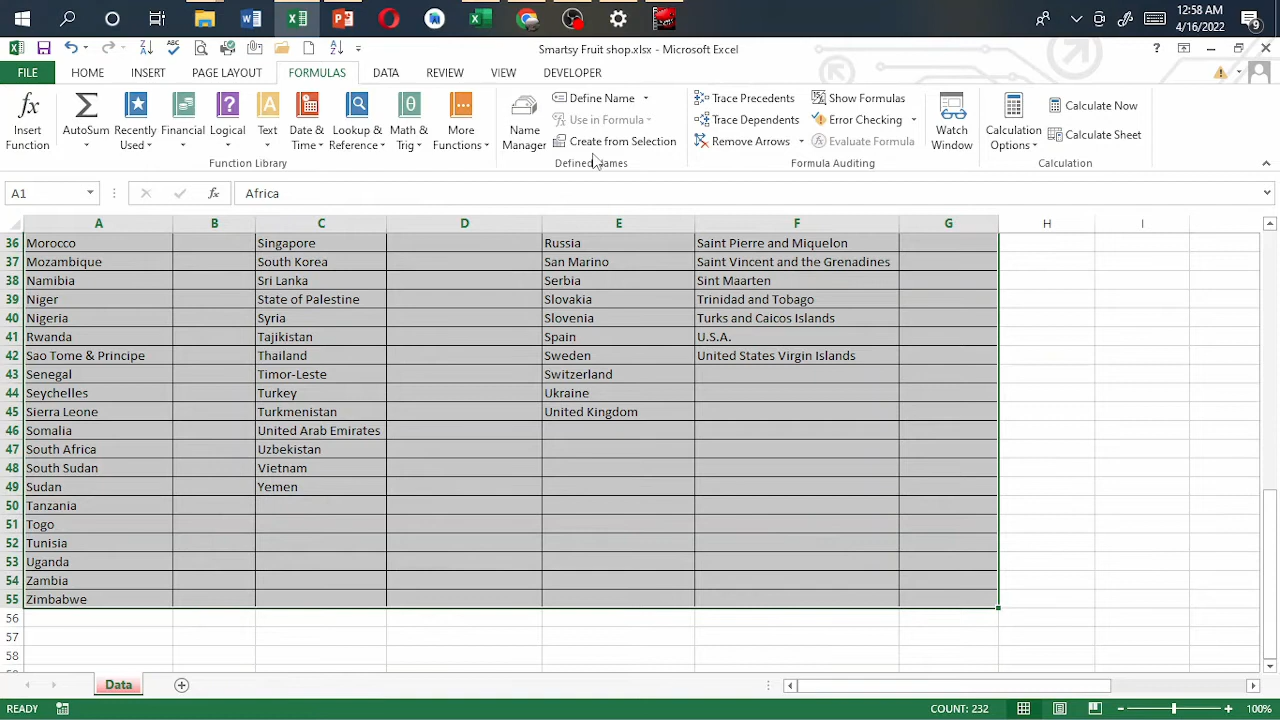 12:58 AM
4/16/2022
9
Smartsy Fruit shop.xlsx - Microsoft Excel
FILE HOME INSERT PAGE LAYOUT FORMULAS DATA REVIEW VIEW DEVELOPER
Insert Function
AutoSum
Recently Used
Financial
Logical
Text
Date & Time
Lookup & Reference
Math & Trig
More Functions
Function Library
Name Manager
Define Name
Use in Formula
Create from Selection
Defined Names
Trace Precedents
Trace Dependents
Remove Arrows
Show Formulas
Error Checking
Evaluate Formula
Formula Auditing
Watch Window
Calculation Options
Calculate Now
Calculate Sheet
Calculation
A1 fx Africa
A B C D E F G H I
36 Morocco Singapore Russia Saint Pierre and Miquelon
37 Mozambique South Korea San Marino Saint Vincent and the Grenadines
38 Namibia Sri Lanka Serbia Sint Maarten
39 Niger State of Palestine Slovakia Trinidad and Tobago
40 Nigeria Syria Slovenia Turks and Caicos Islands
41 Rwanda Tajikistan Spain U.S.A.
42 Sao Tome & Principe Thailand Sweden United States Virgin Islands
43 Senegal Timor-Leste Switzerland
44 Seychelles Turkey Ukraine
45 Sierra Leone Turkmenistan United Kingdom
46 Somalia United Arab Emirates
47 South Africa Uzbekistan
48 South Sudan Vietnam
49 Sudan Yemen
50 Tanzania
51 Togo
52 Tunisia
53 Uganda
54 Zambia
55 Zimbabwe
56
57
58
Data
READY COUNT: 232 100%